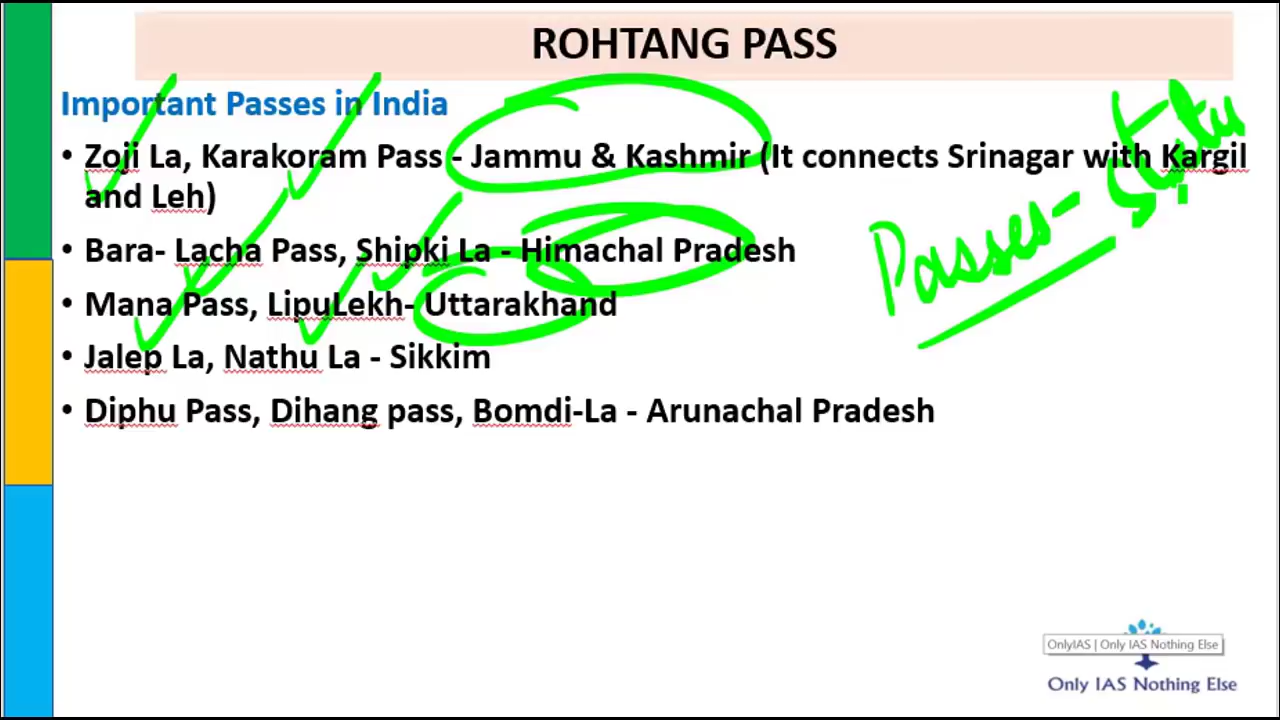 ROHTANG PASS
Important Passes in India
• Zoji La, Karakoram Pass - Jammu & Kashmir (It connects Srinagar with Kargil
and Leh)
• Bara- Lacha Pass, Shipki La - Himachal Pradesh
• Mana Pass, LipuLekh- Uttarakhand
• Jalep La, Nathu La - Sikkim
• Diphu Pass, Dihang pass, Bomdi-La - Arunachal Pradesh
Passes-
OnlyIAS | Only IAS Nothing Else
Only IAS Nothing Else